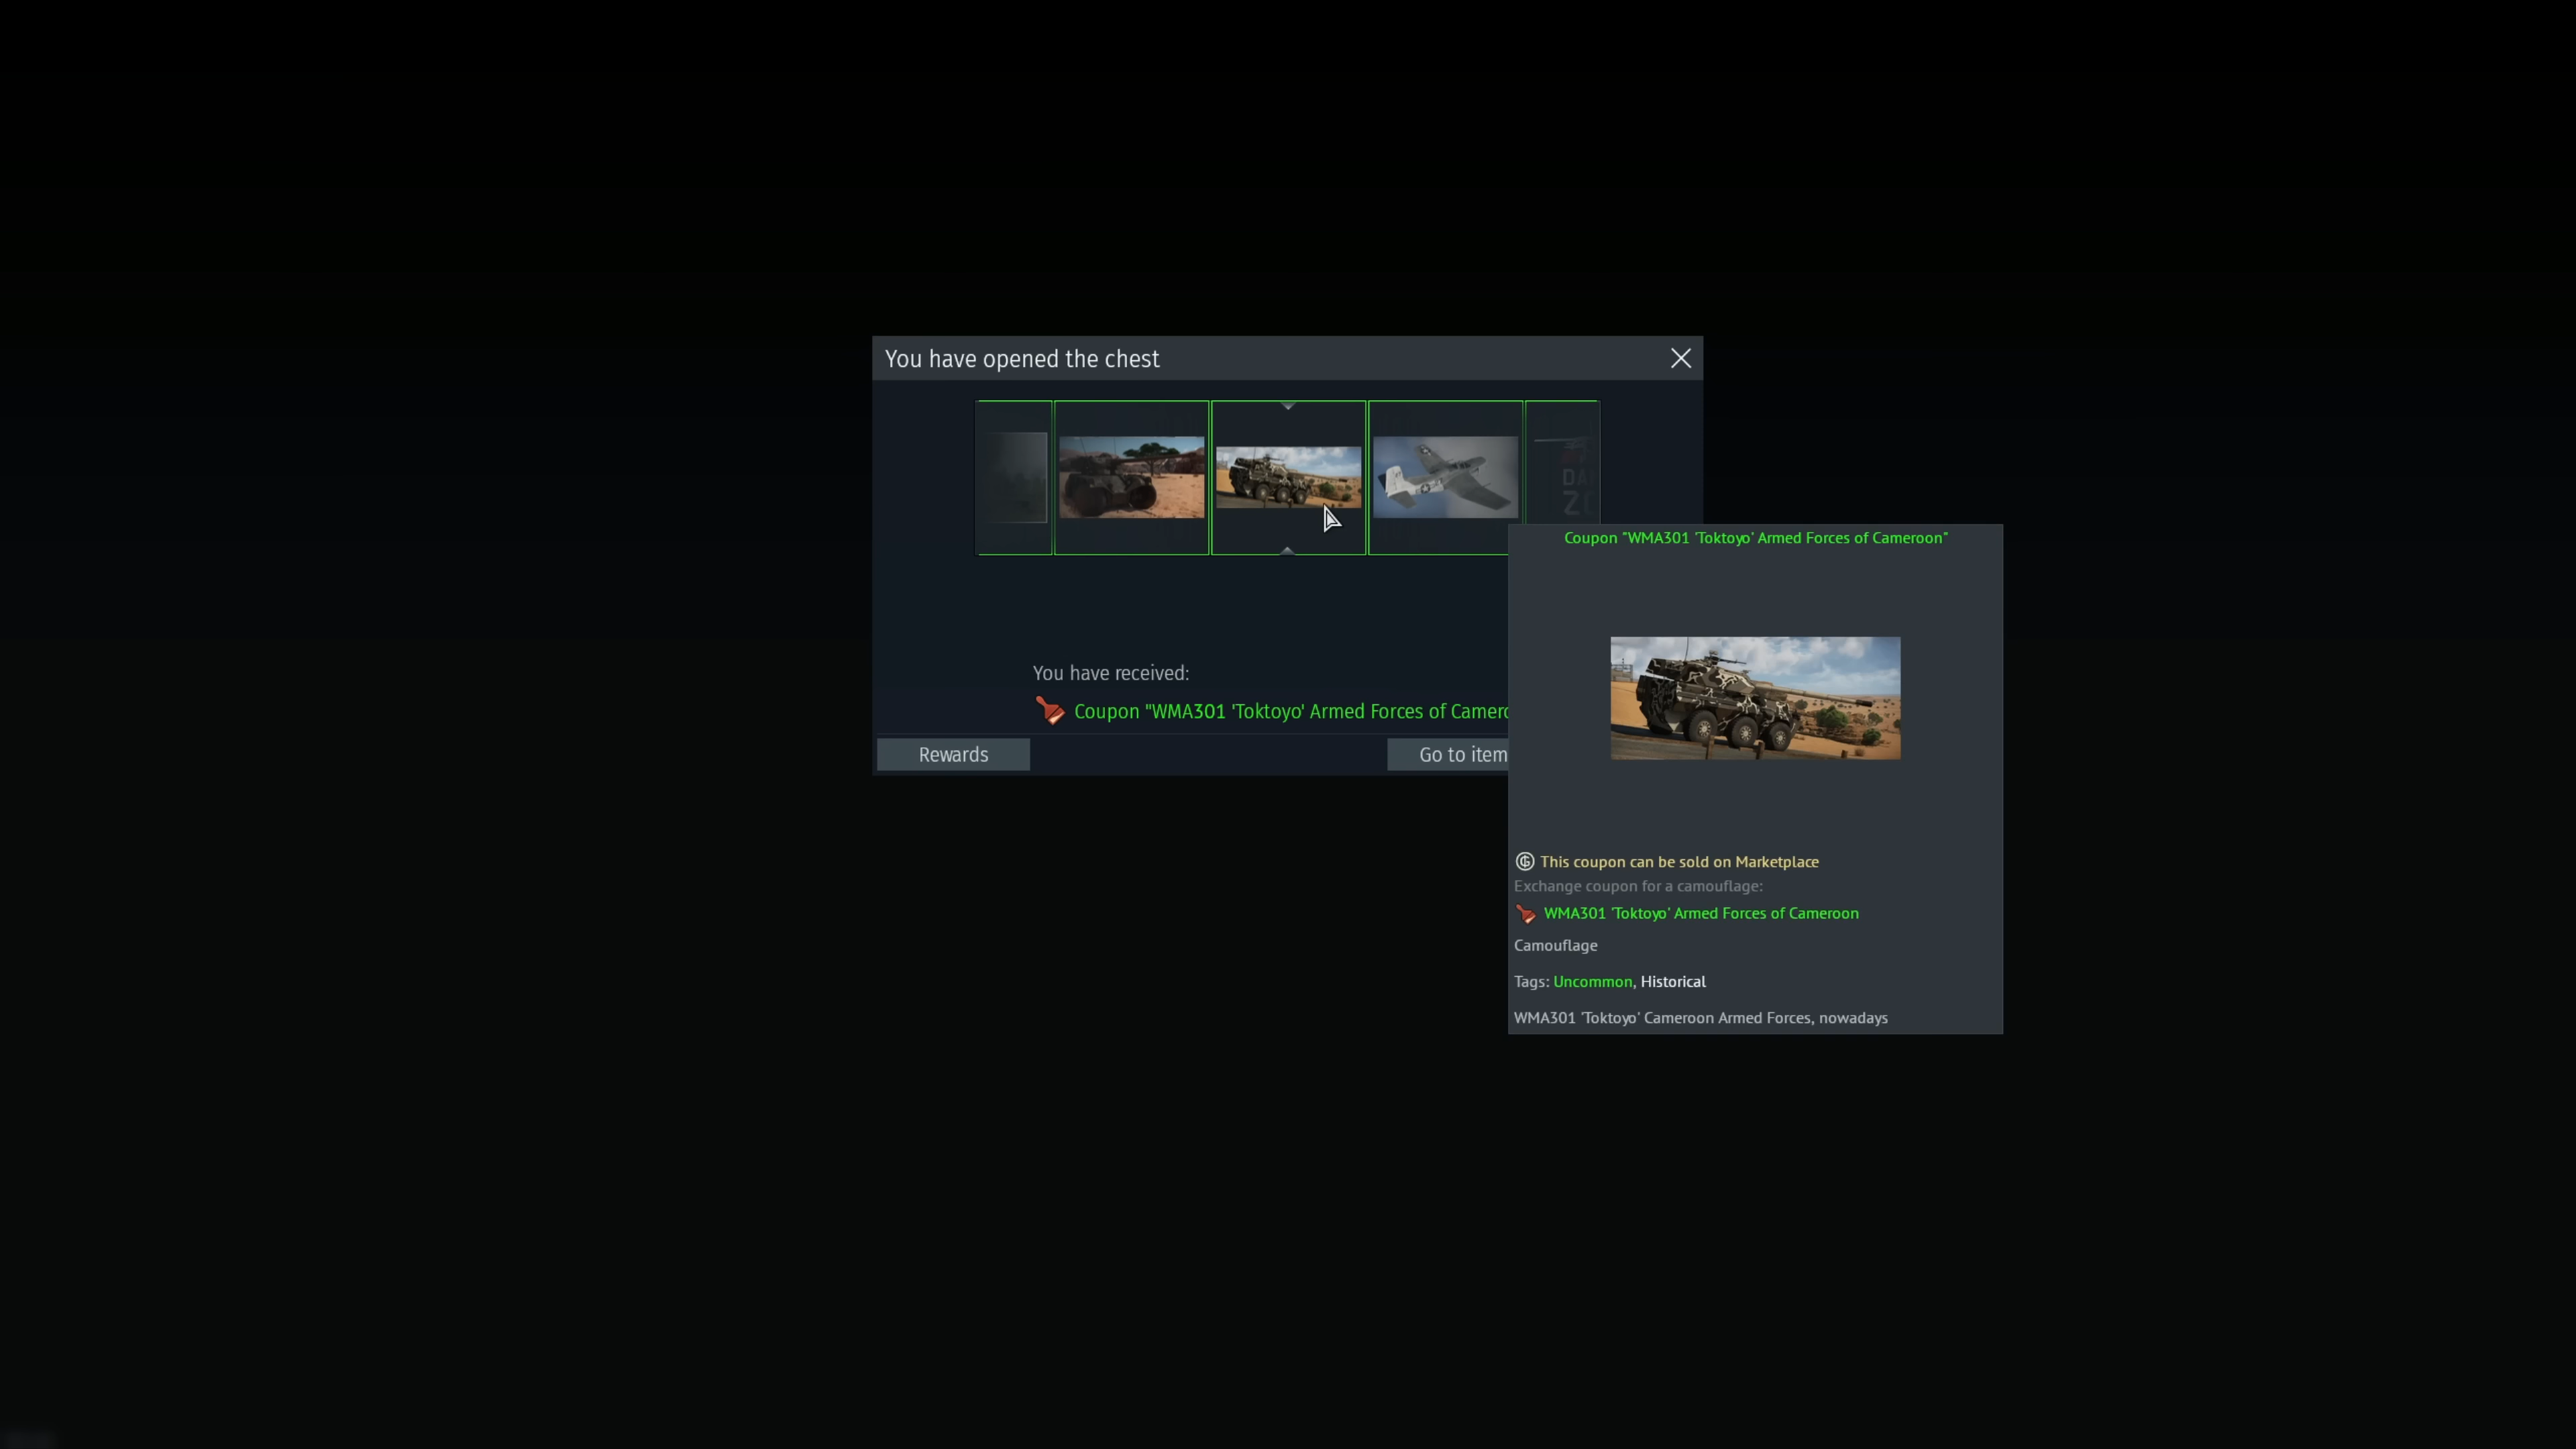 You have opened the chest
DA
Z
You have received:
Coupon "WMA301 'Toktoyo' Armed Forces of Camero
Rewards
Go to item
Coupon "WMA301 'Toktoyo' Armed Forces of Cameroon"
This coupon can be sold on Marketplace
Exchange coupon for a camouflage:
WMA301 'Toktoyo' Armed Forces of Cameroon
Camouflage
Tags: Uncommon, Historical
WMA301 'Toktoyo' Cameroon Armed Forces, nowadays